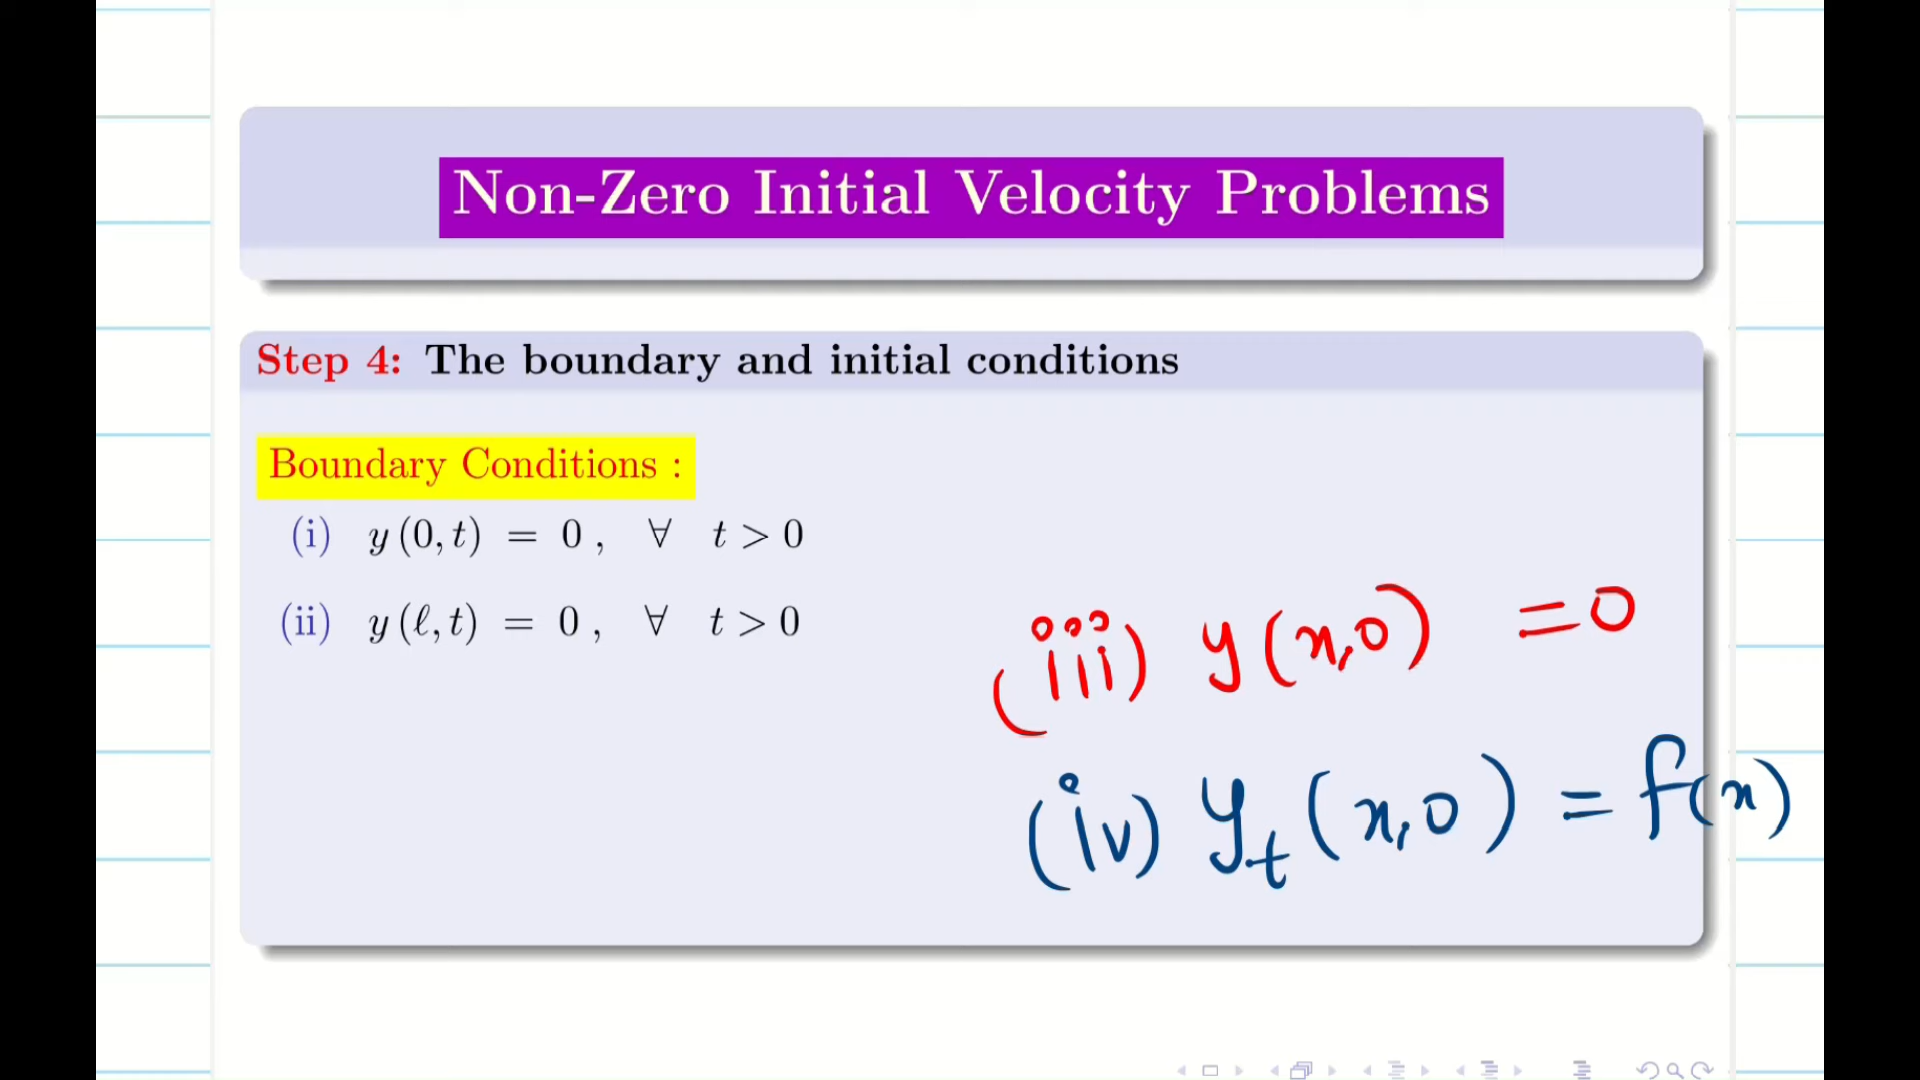 Non-Zero Initial Velocity Problems
Step 4: The boundary and initial conditions
Boundary Conditions :
(i) y (0, t) = 0 , ∀ t > 0
(ii) y (ℓ, t) = 0 , ∀ t > 0
(iii) y(x,0) = 0
(iv) y_t(x,0) = f(x)